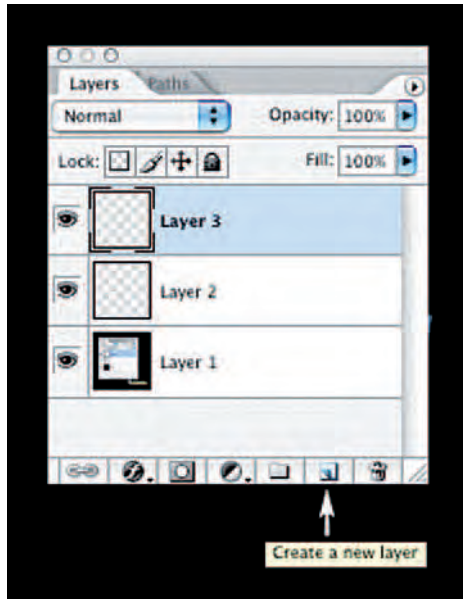 Layers Paths
Normal Opacity: 100%
Lock: Fill: 100%
Layer 3
Layer 2
Layer 1
Create a new layer